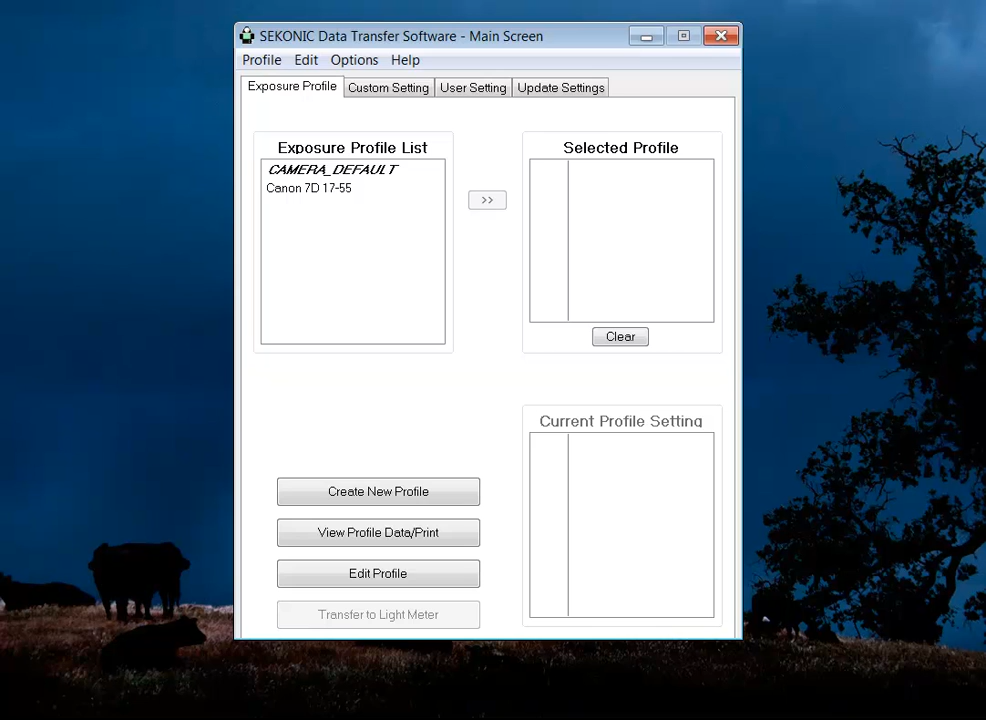 SEKONIC Data Transfer Software - Main Screen
Profile Edit Options Help
Exposure Profile Custom Setting User Setting Update Settings
Exposure Profile List
CAMERA_DEFAULT
Canon 7D 17-55
>>
Selected Profile
Clear
Current Profile Setting
Create New Profile
View Profile Data/Print
Edit Profile
Transfer to Light Meter